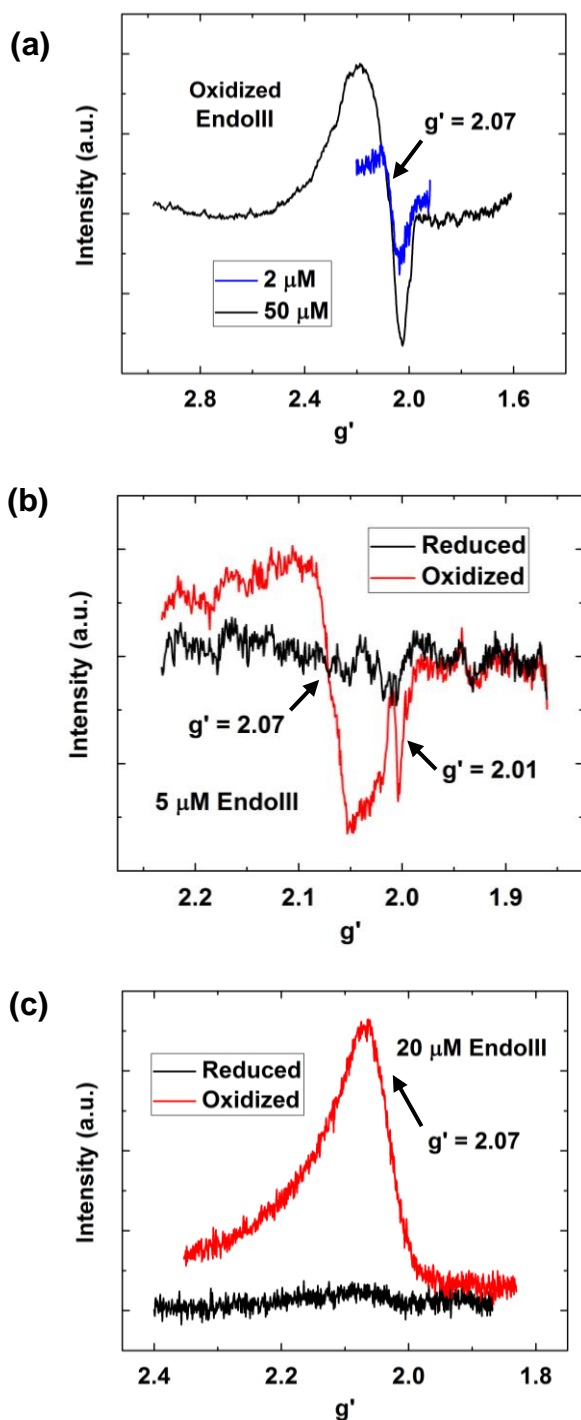 (a)
Oxidized
EndoIII
g' = 2.07
2 μM
50 μM
Intensity (a.u.)
2.8 2.4 2.0 1.6
g'
(b)
Reduced
Oxidized
g' = 2.07
g' = 2.01
5 μM EndoIII
Intensity (a.u.)
2.2 2.1 2.0 1.9
g'
(c)
20 μM EndoIII
Reduced
Oxidized
g' = 2.07
Intensity (a.u.)
2.4 2.2 2.0 1.8
g'